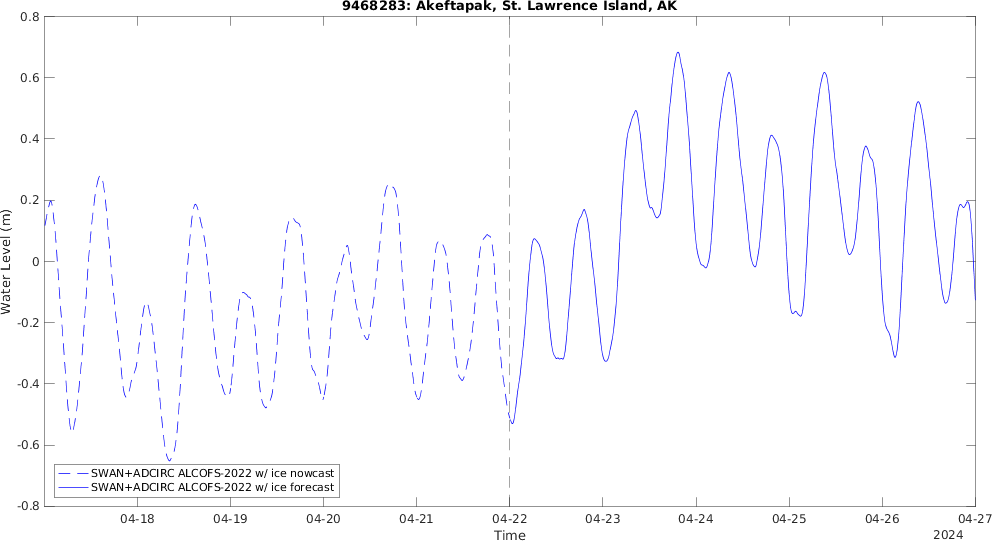 9468283: Akeftapak, St. Lawrence Island, AK
0.8
0.6
0.4
0.2
0
-0.2
-0.4
-0.6
-0.8
Water Level (m)
SWAN+ADCIRC ALCOFS-2022 w/ ice nowcast
SWAN+ADCIRC ALCOFS-2022 w/ ice forecast
04-18 04-19 04-20 04-21 04-22 04-23 04-24 04-25 04-26 04-27
Time
2024